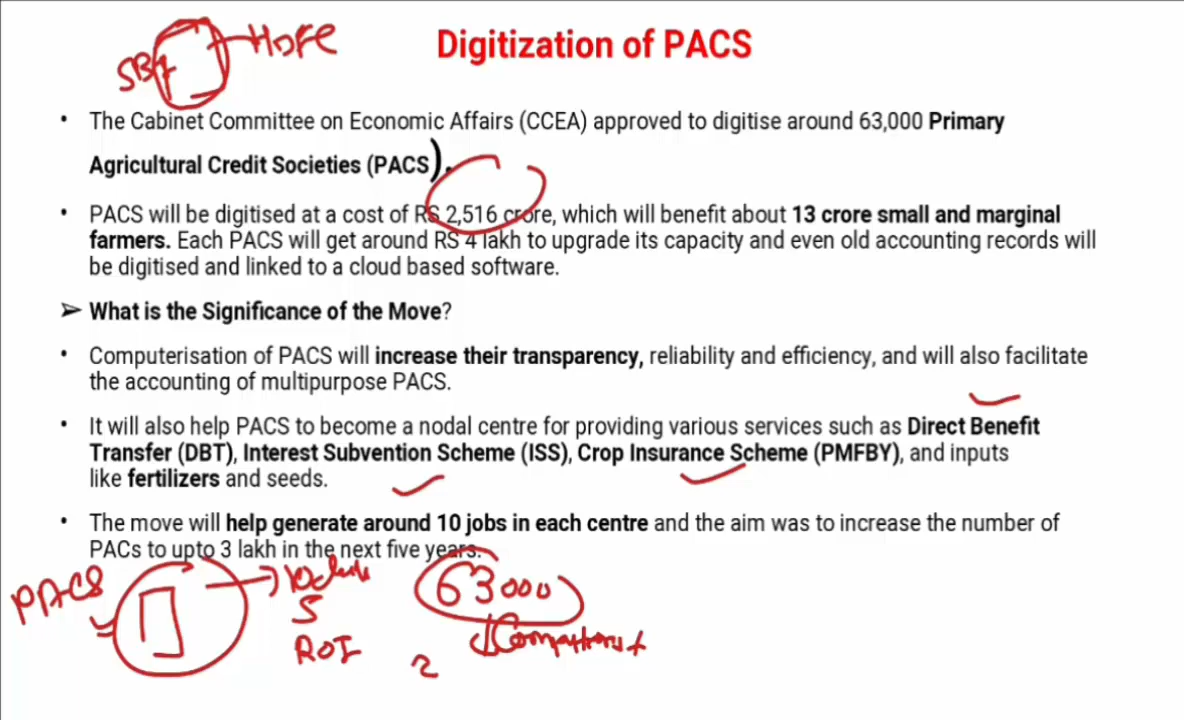 Digitization of PACS
• The Cabinet Committee on Economic Affairs (CCEA) approved to digitise around 63,000 Primary
Agricultural Credit Societies (PACS).
• PACS will be digitised at a cost of RS 2,516 crore, which will benefit about 13 crore small and marginal
farmers. Each PACS will get around RS 4 lakh to upgrade its capacity and even old accounting records will
be digitised and linked to a cloud based software.
➢ What is the Significance of the Move?
• Computerisation of PACS will increase their transparency, reliability and efficiency, and will also facilitate
the accounting of multipurpose PACS.
• It will also help PACS to become a nodal centre for providing various services such as Direct Benefit
Transfer (DBT), Interest Subvention Scheme (ISS), Crop Insurance Scheme (PMFBY), and inputs
like fertilizers and seeds.
• The move will help generate around 10 jobs in each centre and the aim was to increase the number of
PACs to upto 3 lakh in the next five years.
PACS
63000
ROI